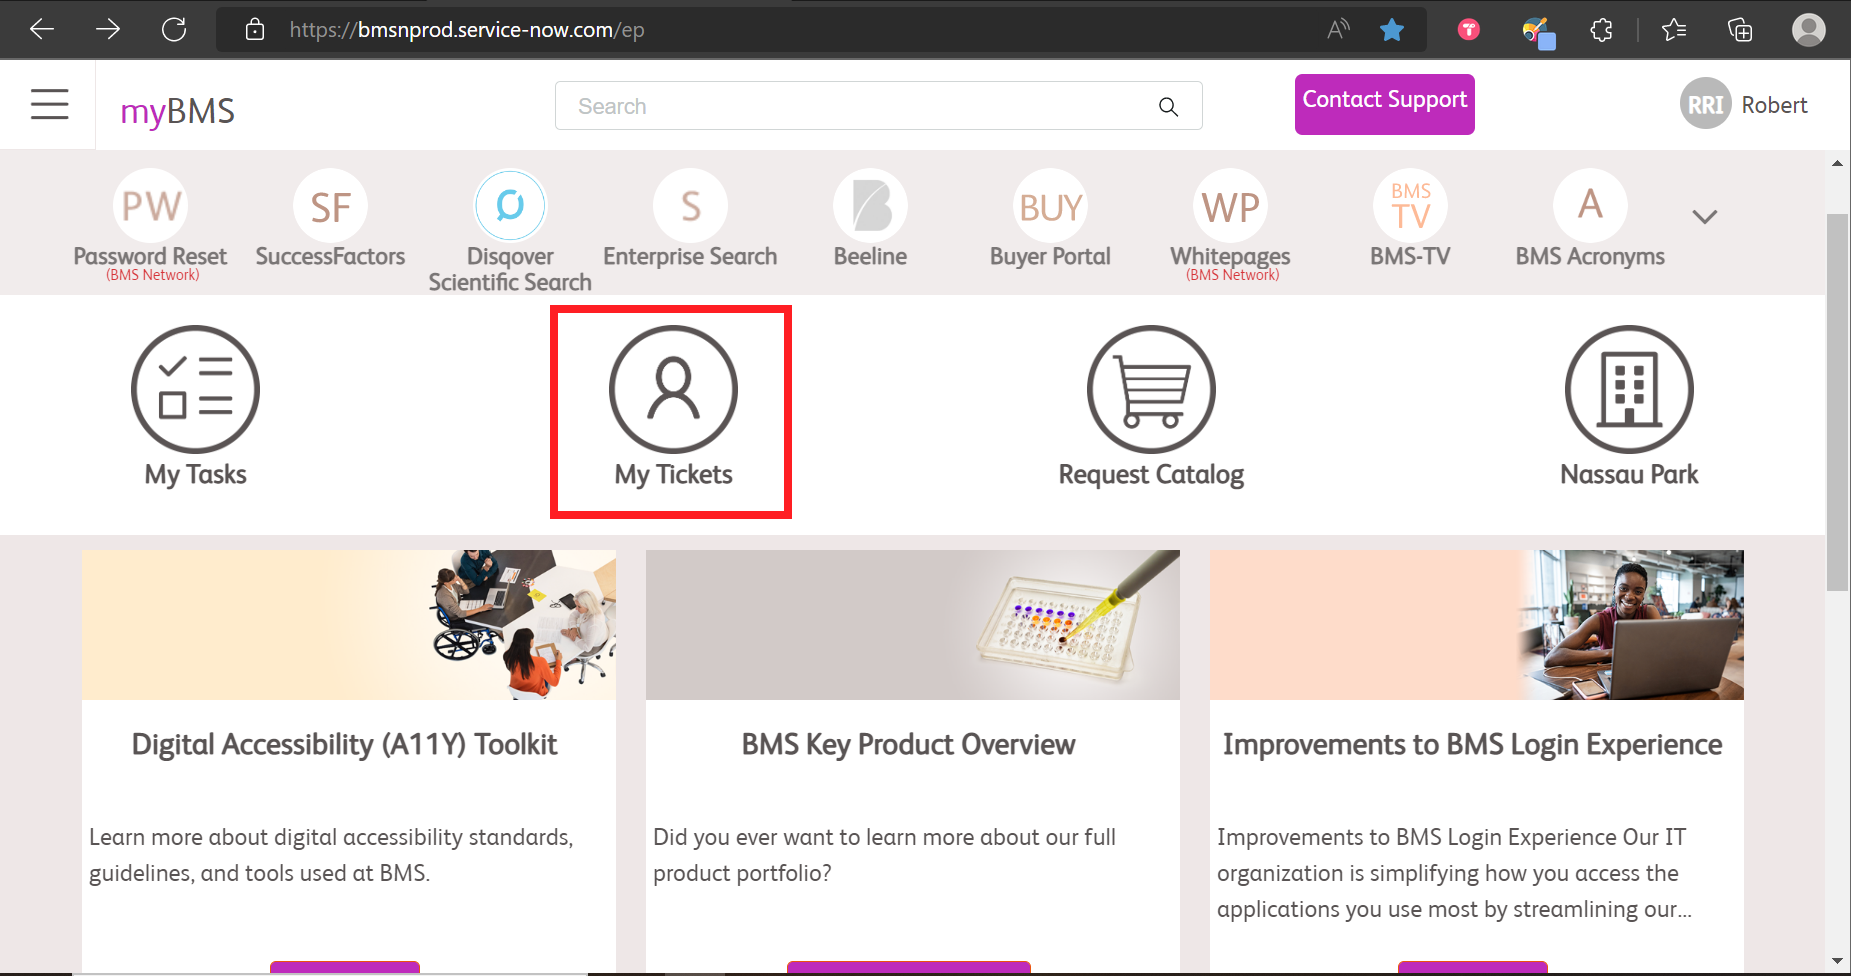 https://bmsnprod.service-now.com/ep
myBMS
Search
Contact Support
RRI Robert
PW
SF
S
B
BUY
WP
BMS
TV
A
Password Reset
(BMS Network)
SuccessFactors
Disqover
Scientific Search
Enterprise Search
Beeline
Buyer Portal
Whitepages
(BMS Network)
BMS-TV
BMS Acronyms
My Tasks
My Tickets
Request Catalog
Nassau Park
Digital Accessibility (A11Y) Toolkit
Learn more about digital accessibility standards,
guidelines, and tools used at BMS.
BMS Key Product Overview
Did you ever want to learn more about our full
product portfolio?
Improvements to BMS Login Experience
Improvements to BMS Login Experience Our IT
organization is simplifying how you access the
applications you use most by streamlining our...